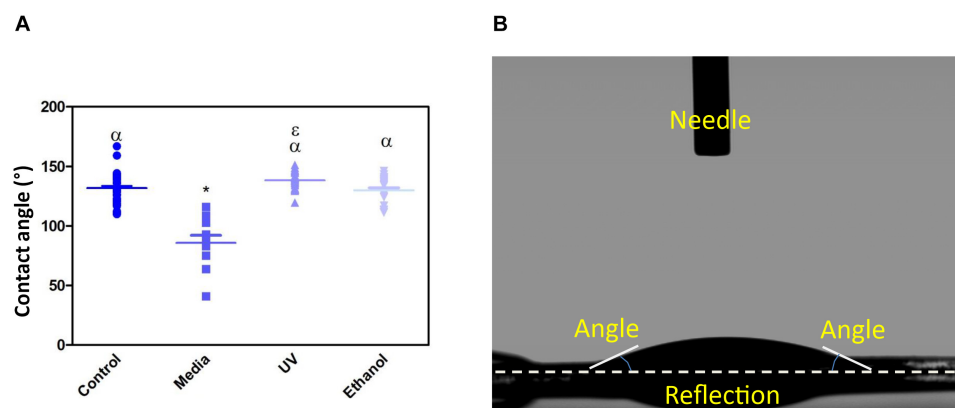 A
B
200
150
100
50
0
Contact angle (°)
α
*
ε
α
α
Control
Media
UV
Ethanol
Needle
Angle
Angle
Reflection